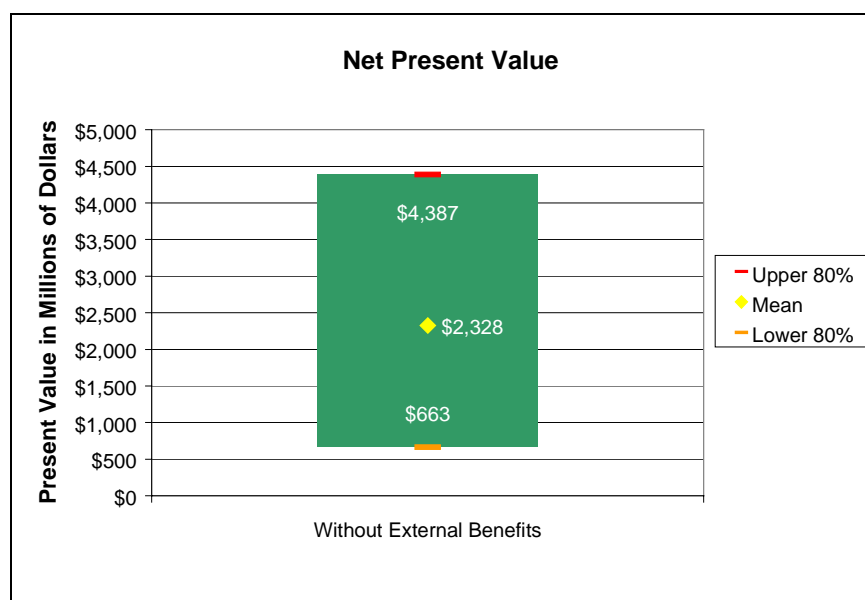 Net Present Value
Present Value in Millions of Dollars
$5,000
$4,500
$4,000
$3,500
$3,000
$2,500
$2,000
$1,500
$1,000
$500
$0
$4,387
$2,328
$663
Without External Benefits
Upper 80%
Mean
Lower 80%